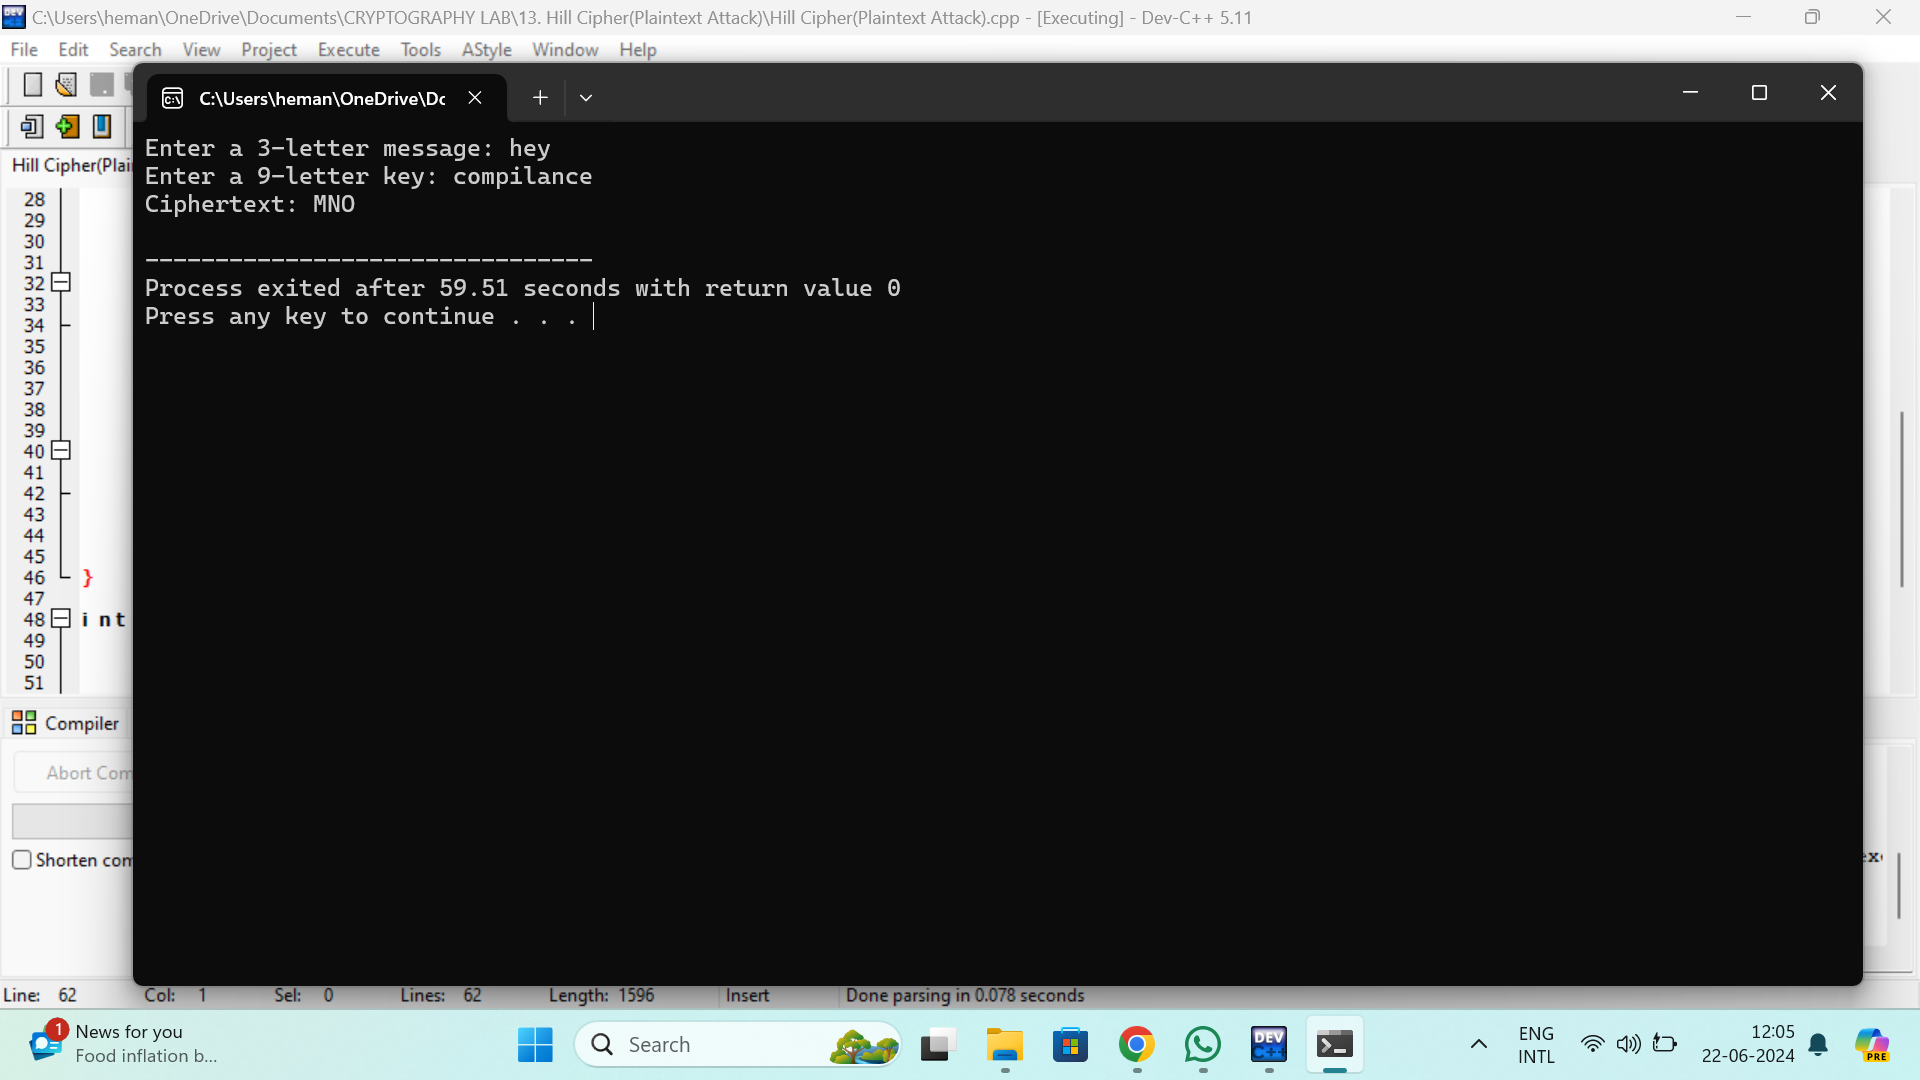 C:\Users\heman\OneDrive\Documents\CRYPTOGRAPHY LAB\13. Hill Cipher(Plaintext Attack)\Hill Cipher(Plaintext Attack).cpp - [Executing] - Dev-C++ 5.11
File Edit Search View Project Execute Tools AStyle Window Help
C:\Users\heman\OneDrive\Dc
Enter a 3-letter message: hey
Enter a 9-letter key: compilance
Ciphertext: MNO
--------------------------------
Process exited after 59.51 seconds with return value 0
Press any key to continue . . .
Hill Cipher(Plai
28
29
30
31
32
33
34
35
36
37
38
39
40
41
42
43
44
45
46 }
47
48 int
49
50
51
Compiler
Abort Com
Shorten com
Line: 62 Col: 1 Sel: 0 Lines: 62 Length: 1596 Insert Done parsing in 0.078 seconds
1 News for you
Food inflation b...
Search
DEV C++
ENG
INTL
12:05
22-06-2024
PRE